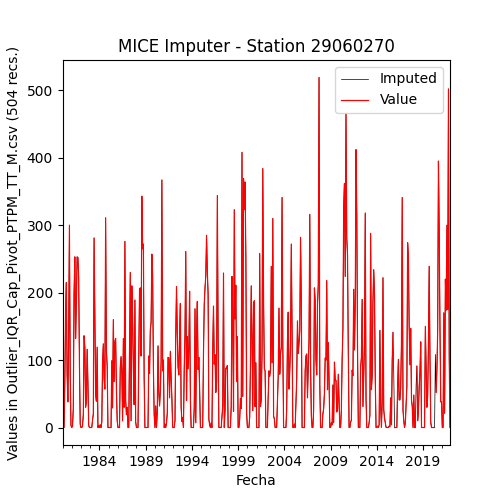 MICE Imputer - Station 29060270
Imputed
Value
Values in Outlier_IQR_Cap_Pivot_PTPM_TT_M.csv (504 recs.)
500
400
300
200
100
0
1984
1989
1994
1999
2004
2009
2014
2019
Fecha